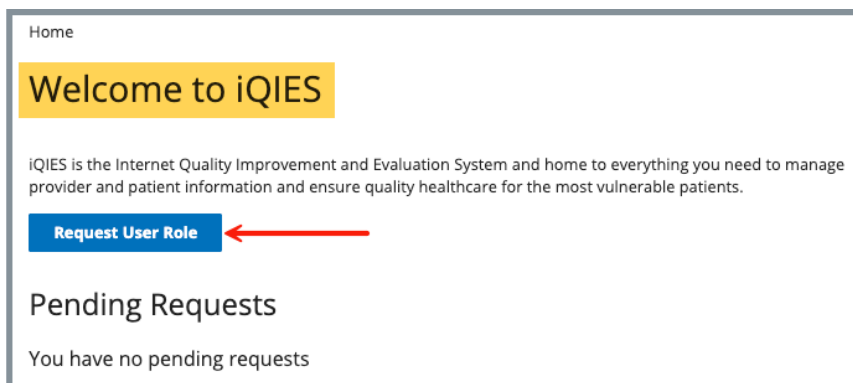 Home
Welcome to iQIES
iQIES is the Internet Quality Improvement and Evaluation System and home to everything you need to manage
provider and patient information and ensure quality healthcare for the most vulnerable patients.
Request User Role
Pending Requests
You have no pending requests